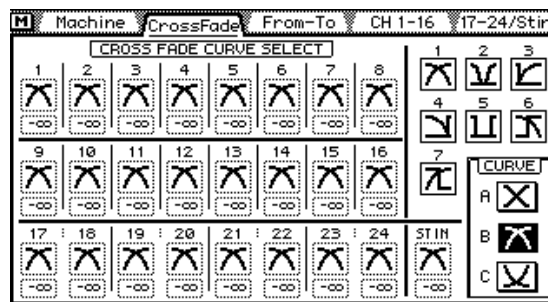 M Machine CrossFade From-To CH 1-16 17-24/Stin
CROSS FADE CURVE SELECT
1 2 3 4 5 6 7 8
-∞ -∞ -∞ -∞ -∞ -∞ -∞ -∞
9 10 11 12 13 14 15 16
-∞ -∞ -∞ -∞ -∞ -∞ -∞ -∞
17 : 18 19 : 20 21 : 22 23 : 24 ST IN
-∞ -∞ -∞ -∞ -∞ -∞ -∞ -∞ -∞
1 2 3
4 5 6
7
CURVE
A
B
C